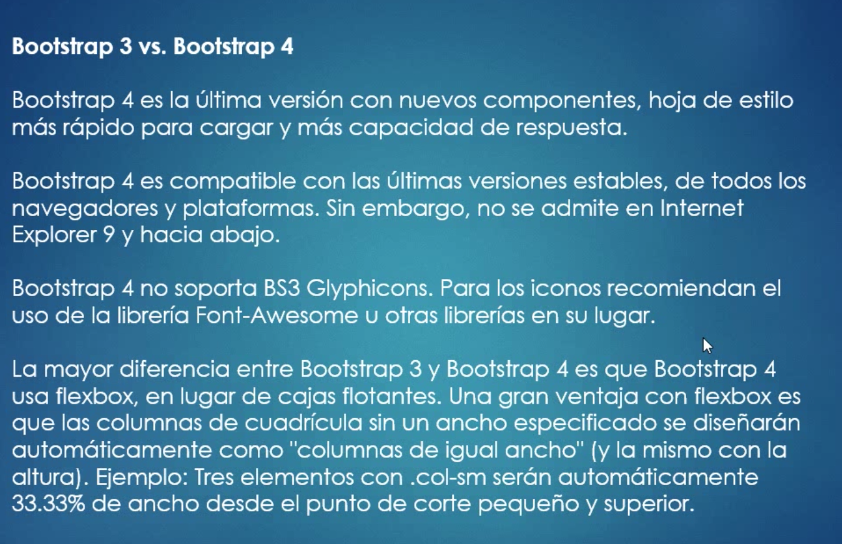 Bootstrap 3 vs. Bootstrap 4
Bootstrap 4 es la última versión con nuevos componentes, hoja de estilo
más rápido para cargar y más capacidad de respuesta.
Bootstrap 4 es compatible con las últimas versiones estables, de todos los
navegadores y plataformas. Sin embargo, no se admite en Internet
Explorer 9 y hacia abajo.
Bootstrap 4 no soporta BS3 Glyphicons. Para los iconos recomiendan el
uso de la librería Font-Awesome u otras librerías en su lugar.
La mayor diferencia entre Bootstrap 3 y Bootstrap 4 es que Bootstrap 4
usa flexbox, en lugar de cajas flotantes. Una gran ventaja con flexbox es
que las columnas de cuadrícula sin un ancho especificado se diseñarán
automáticamente como "columnas de igual ancho" (y la mismo con la
altura). Ejemplo: Tres elementos con .col-sm serán automáticamente
33.33% de ancho desde el punto de corte pequeño y superior.